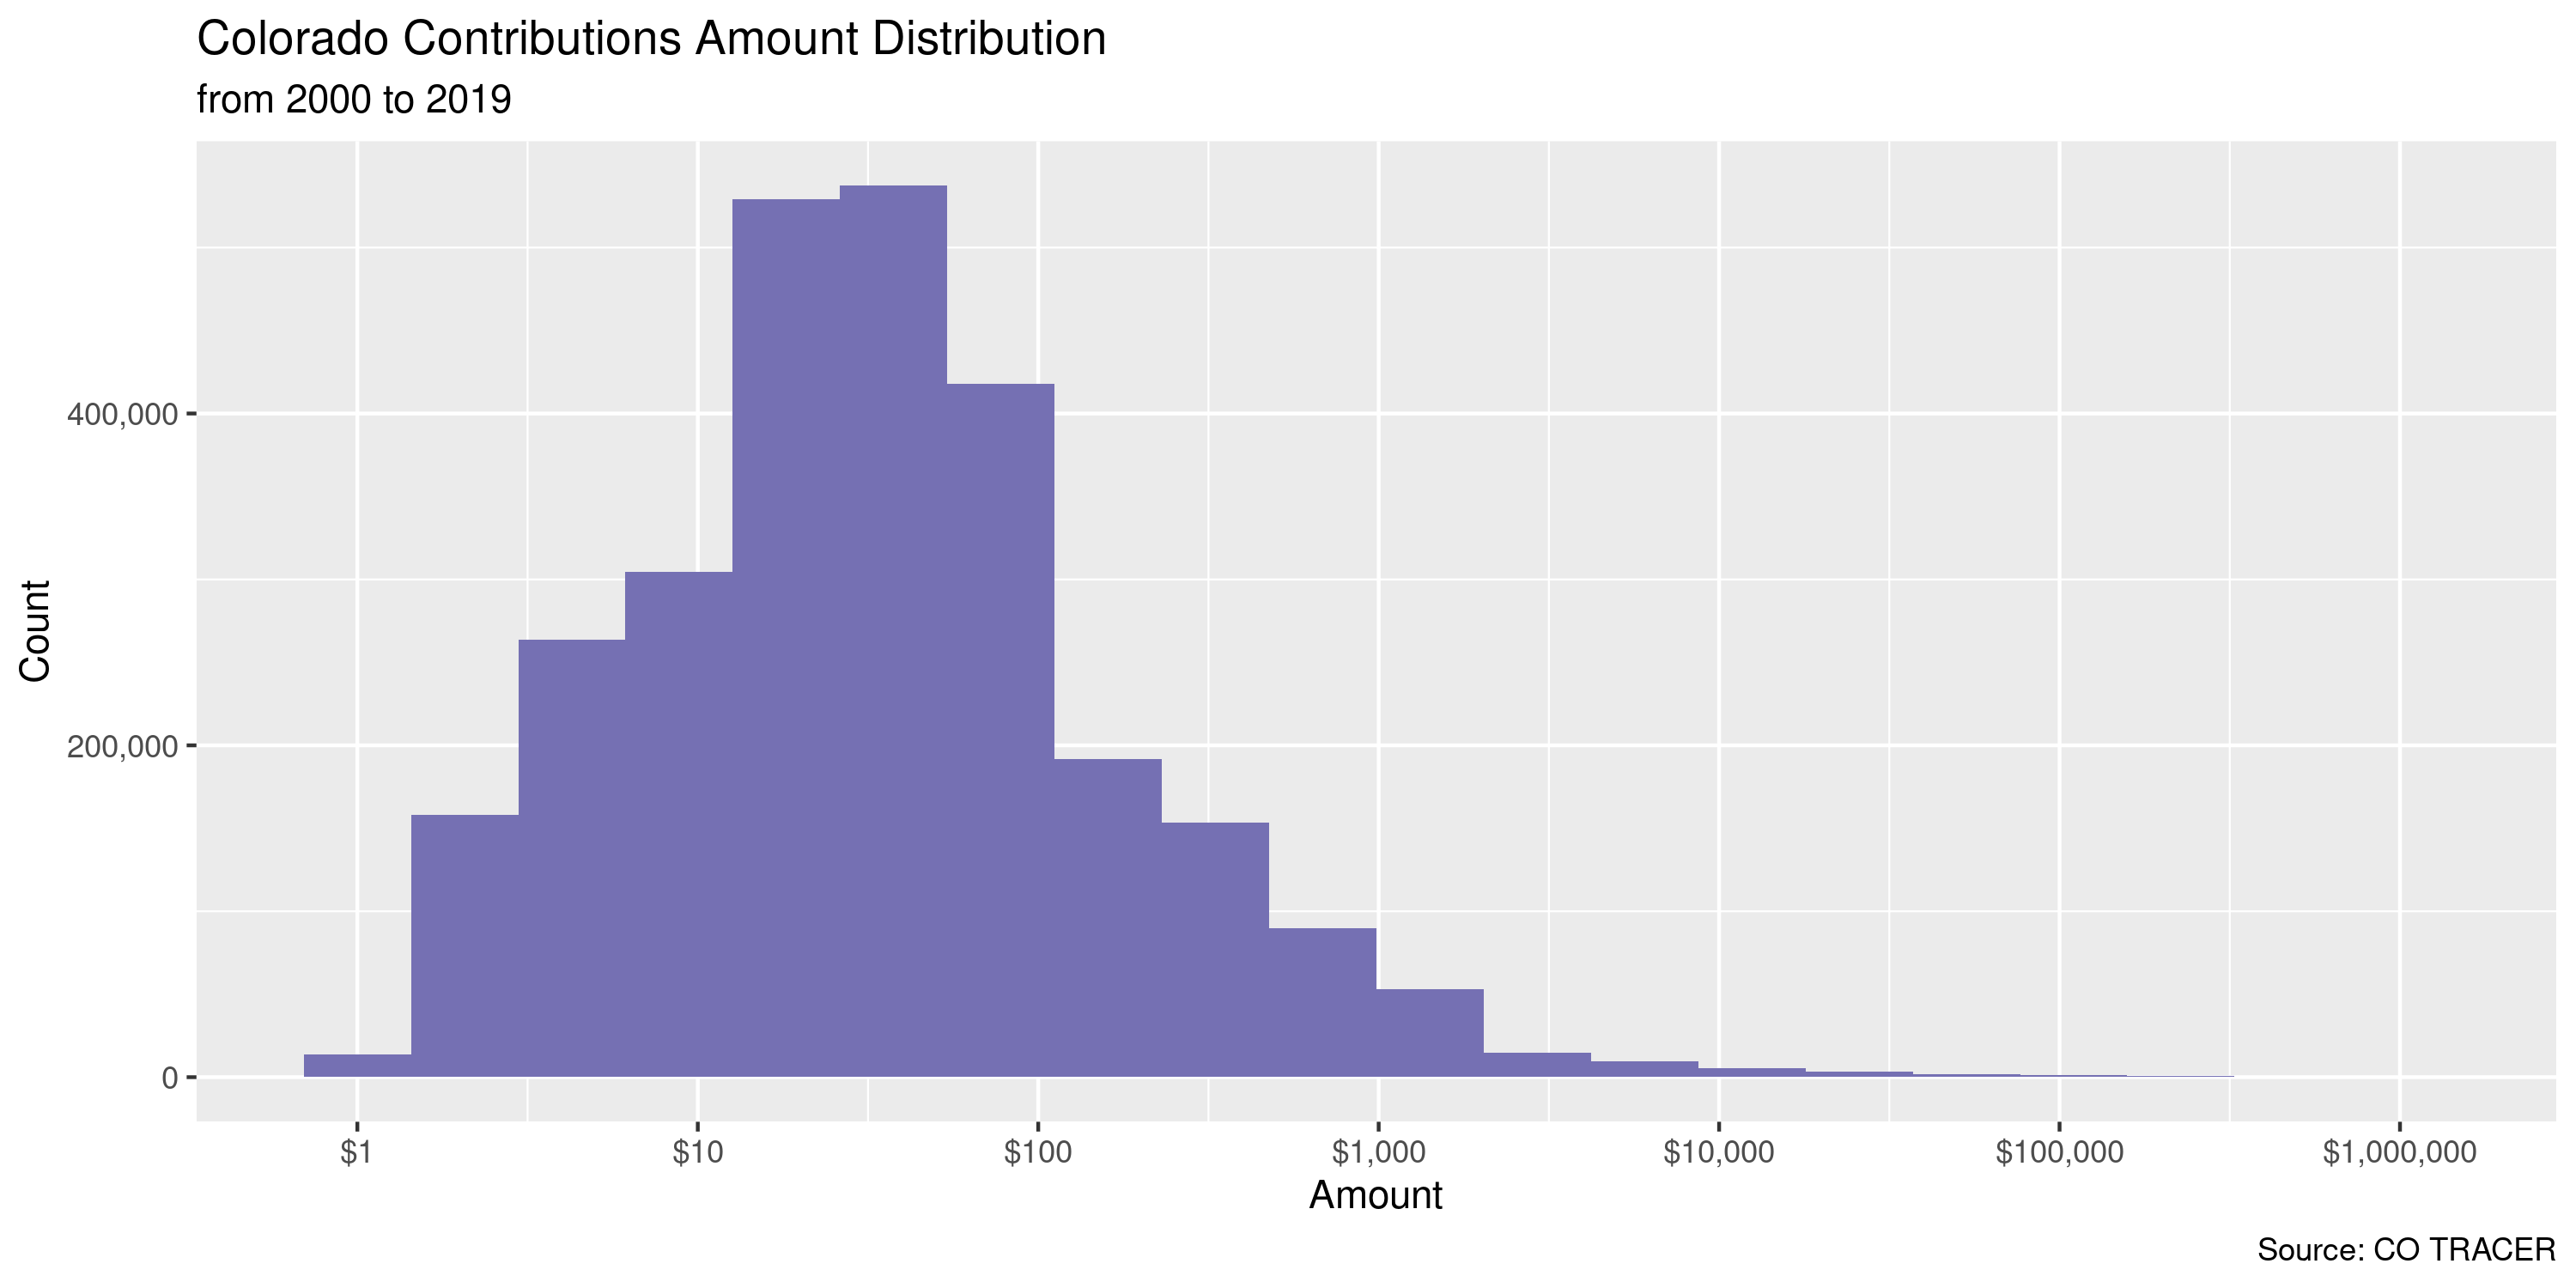 Colorado Contributions Amount Distribution
from 2000 to 2019
Count
400,000
200,000
0
$1 $10 $100 $1,000 $10,000 $100,000 $1,000,000
Amount
Source: CO TRACER